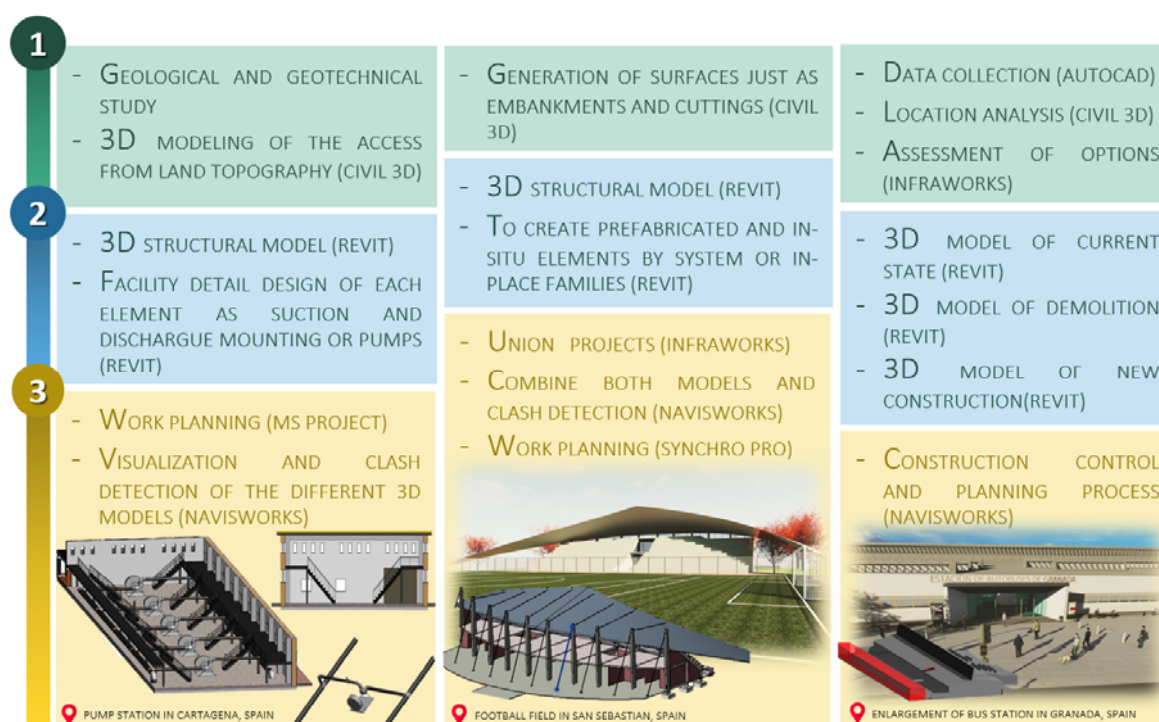 1
- GEOLOGICAL AND GEOTECHNICAL
STUDY
- 3D MODELING OF THE ACCESS
FROM LAND TOPOGRAPHY (CIVIL 3D)
2
- 3D STRUCTURAL MODEL (REVIT)
- FACILITY DETAIL DESIGN OF EACH
ELEMENT AS SUCTION AND
DISCHARGUE MOUNTING OR PUMPS
(REVIT)
3
- WORK PLANNING (MS PROJECT)
- VISUALIZATION AND CLASH
DETECTION OF THE DIFFERENT 3D
MODELS (NAVISWORKS)
PUMP STATION IN CARTAGENA, SPAIN
- GENERATION OF SURFACES JUST AS
EMBANKMENTS AND CUTTINGS (CIVIL
3D)
- 3D STRUCTURAL MODEL (REVIT)
- TO CREATE PREFABRICATED AND IN-
SITU ELEMENTS BY SYSTEM OR IN-
PLACE FAMILIES (REVIT)
- UNION PROJECTS (INFRAWORKS)
- COMBINE BOTH MODELS AND
CLASH DETECTION (NAVISWORKS)
- WORK PLANNING (SYNCHRO PRO)
FOOTBALL FIELD IN SAN SEBASTIAN, SPAIN
- DATA COLLECTION (AUTOCAD)
- LOCATION ANALYSIS (CIVIL 3D)
- ASSESSMENT OF OPTIONS
(INFRAWORKS)
- 3D MODEL OF CURRENT
STATE (REVIT)
- 3D MODEL OF DEMOLITION
(REVIT)
- 3D MODEL OF NEW
CONSTRUCTION(REVIT)
- CONSTRUCTION CONTROL
AND PLANNING PROCESS
(NAVISWORKS)
ESTACION DE AUTOBUSES DE GRANADA
ENLARGEMENT OF BUS STATION IN GRANADA, SPAIN